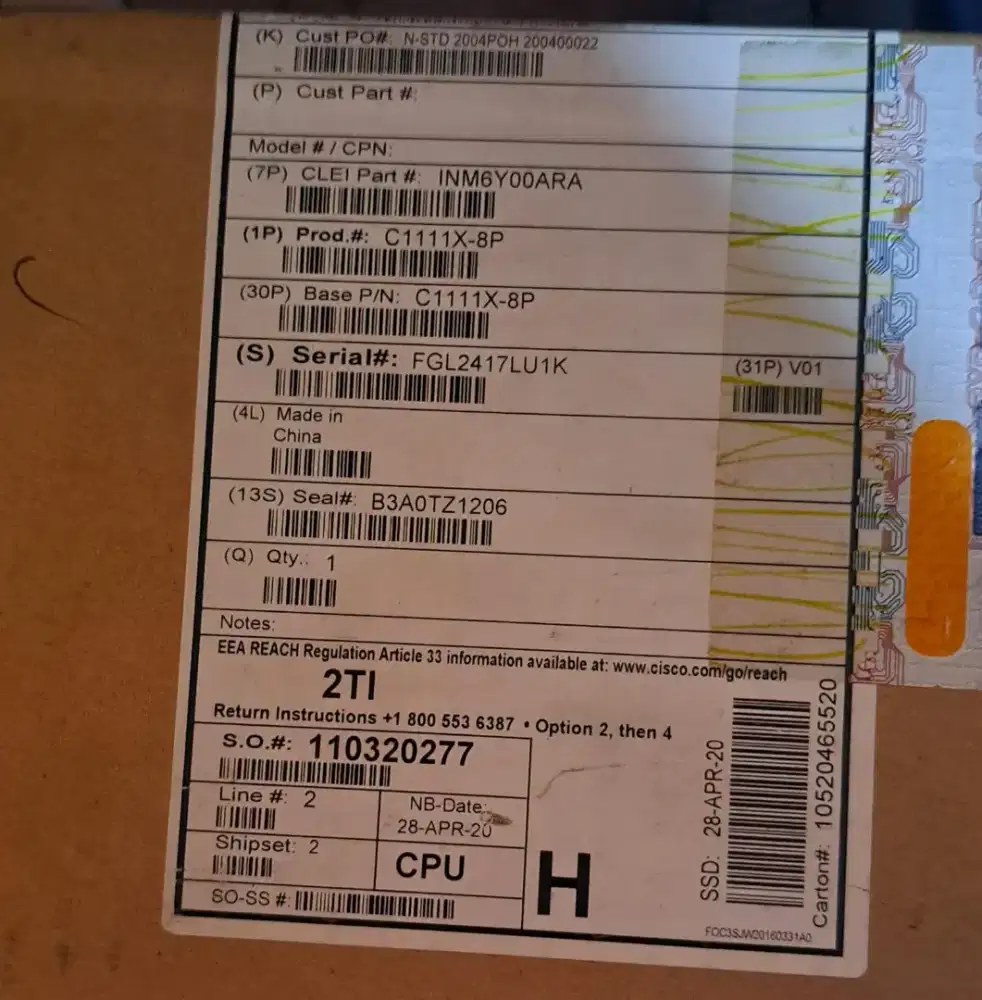 (K) Cust PO#: N-STD 2004POH 200400022
(P) Cust Part #:
Model # / CPN:
(7P) CLEI Part #: INM6Y00ARA
(1P) Prod.#: C1111X-8P
(30P) Base P/N: C1111X-8P
(S) Serial#: FGL2417LU1K
(31P) V01
(4L) Made in
China
(13S) Seal#: B3A0TZ1206
(Q) Qty.: 1
Notes:
EEA REACH Regulation Article 33 information available at: www.cisco.com/go/reach
2TI
Return Instructions +1 800 553 6387 • Option 2, then 4
S.O.#: 110320277
Line #: 2
NB-Date:
28-APR-20
Shipset: 2
CPU
SO-SS #:
H
SSD: 28-APR-20
Carton#: 10520465520
FOC3SJW20160331A0